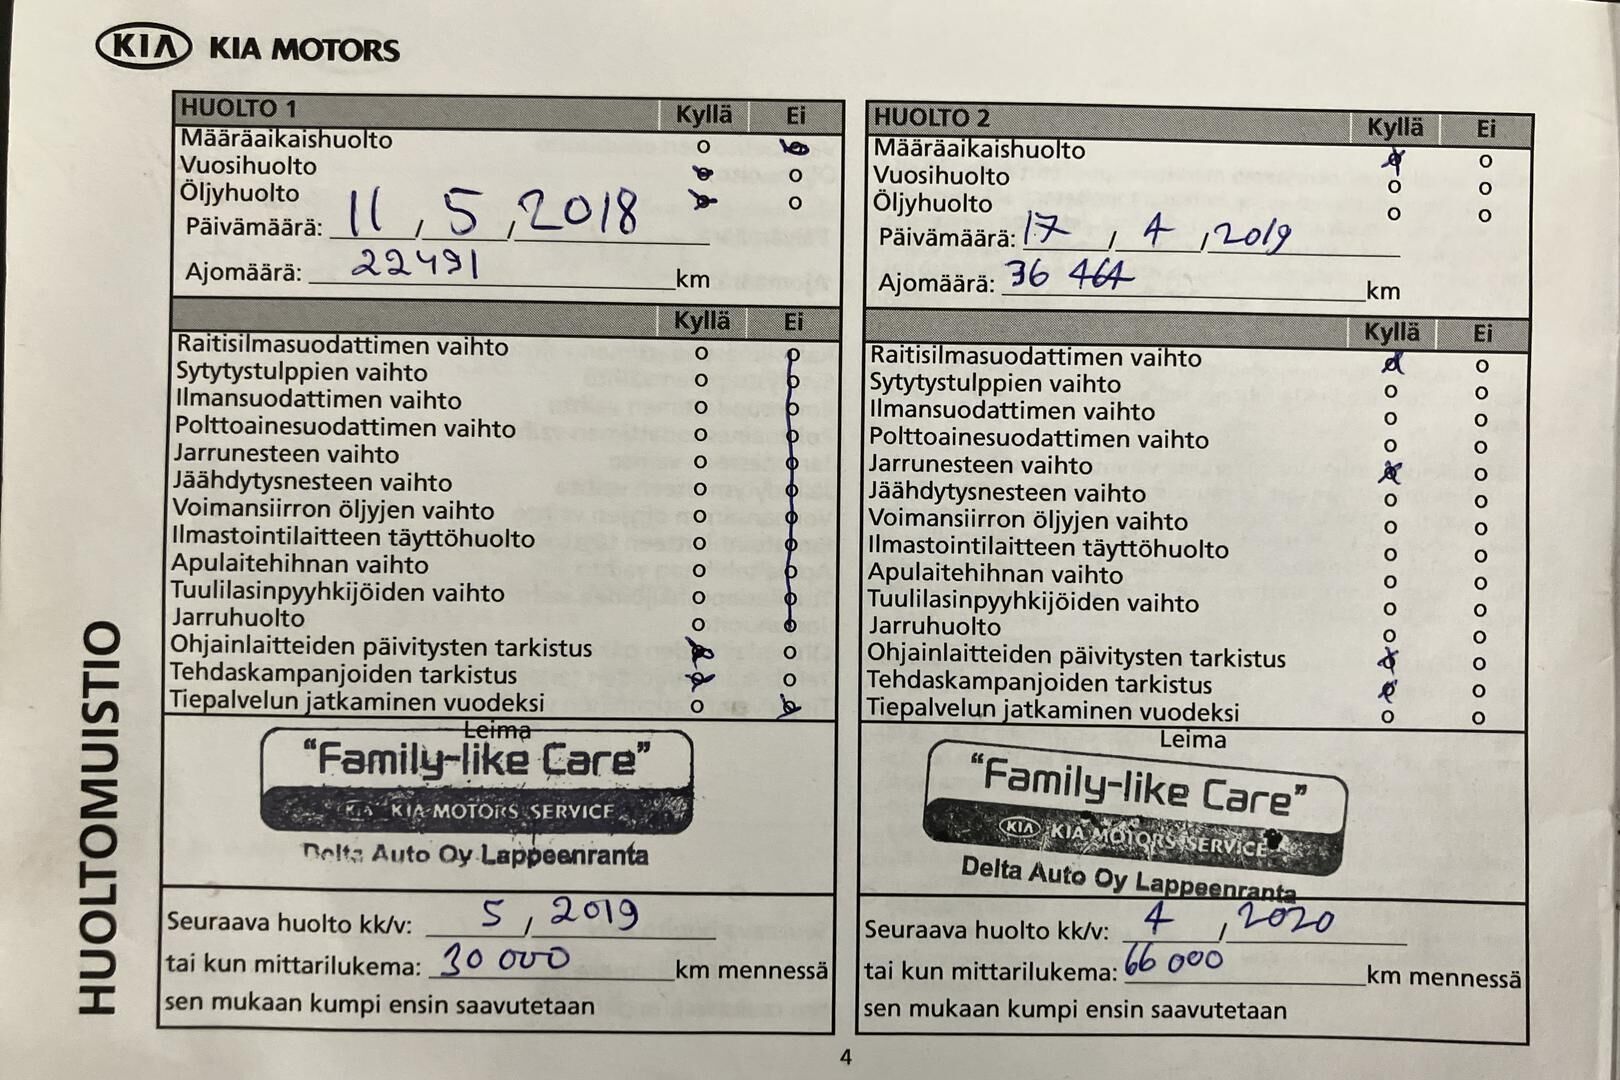 KIA KIA MOTORS
HUOLTOMUISTIO
HUOLTO 1 Kyllä Ei
Määräaikaishuolto
Vuosihuolto
Öljyhuolto
Päivämäärä: 11 / 5 / 2018
Ajomäärä: 22491 km
Kyllä Ei
Raitisilmasuodattimen vaihto
Sytytystulppien vaihto
Ilmansuodattimen vaihto
Polttoainesuodattimen vaihto
Jarrunesteen vaihto
Jäähdytysnesteen vaihto
Voimansiirron öljyjen vaihto
Ilmastointilaitteen täyttöhuolto
Apulaitehihnan vaihto
Tuulilasinpyyhkijöiden vaihto
Jarruhuolto
Ohjainlaitteiden päivitysten tarkistus
Tehdaskampanjoiden tarkistus
Tiepalvelun jatkaminen vuodeksi
Leima
"Family-like Care"
KIA KIA MOTORS SERVICE
Delta Auto Oy Lappeenranta
Seuraava huolto kk/v: 5 / 2019
tai kun mittarilukema: 30 000 km mennessä
sen mukaan kumpi ensin saavutetaan
HUOLTO 2 Kyllä Ei
Määräaikaishuolto
Vuosihuolto
Öljyhuolto
Päivämäärä: 17 / 4 / 2019
Ajomäärä: 36 464 km
Kyllä Ei
Raitisilmasuodattimen vaihto
Sytytystulppien vaihto
Ilmansuodattimen vaihto
Polttoainesuodattimen vaihto
Jarrunesteen vaihto
Jäähdytysnesteen vaihto
Voimansiirron öljyjen vaihto
Ilmastointilaitteen täyttöhuolto
Apulaitehihnan vaihto
Tuulilasinpyyhkijöiden vaihto
Jarruhuolto
Ohjainlaitteiden päivitysten tarkistus
Tehdaskampanjoiden tarkistus
Tiepalvelun jatkaminen vuodeksi
Leima
"Family-like Care"
KIA KIA MOTORS SERVICE
Delta Auto Oy Lappeenranta
Seuraava huolto kk/v: 4 / 2020
tai kun mittarilukema: 66 000 km mennessä
sen mukaan kumpi ensin saavutetaan
4